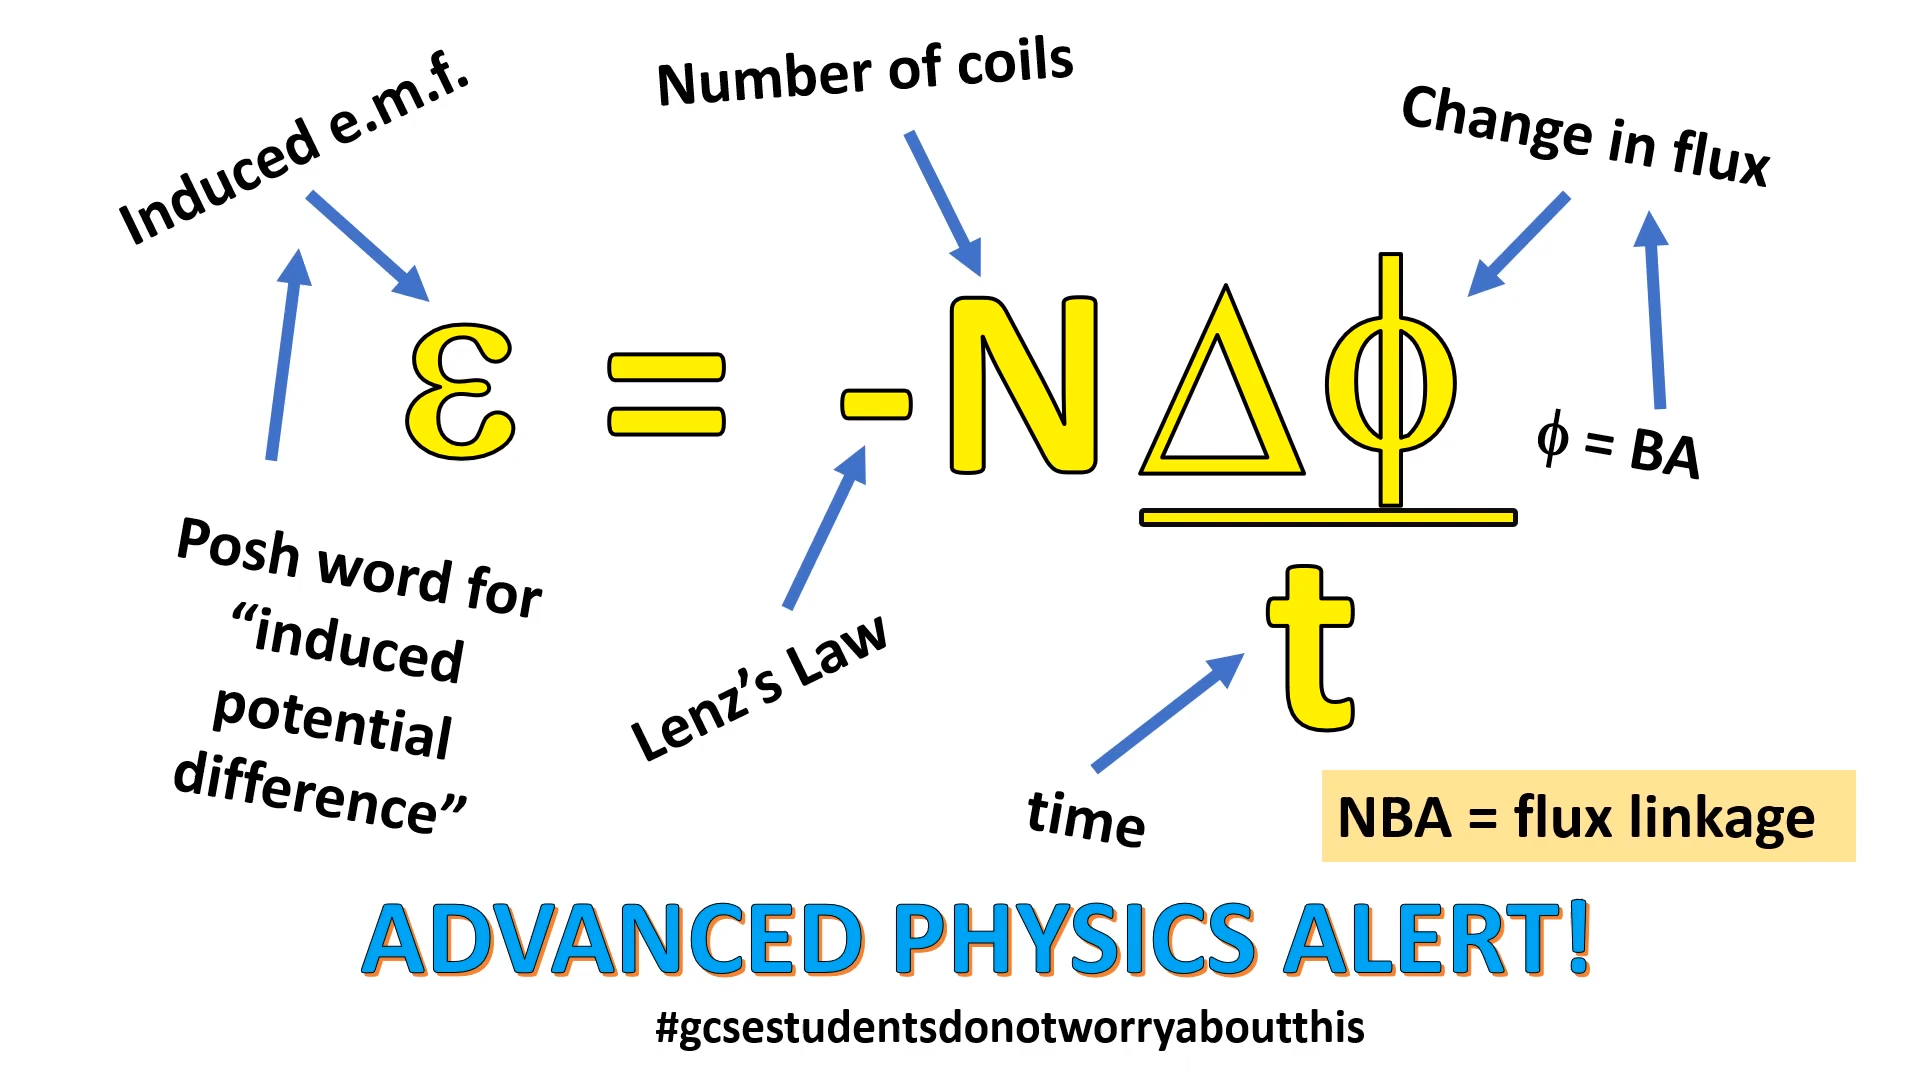 Induced e.m.f.
Number of coils
Change in flux
ε = -NΔϕ
t
ϕ = BA
Posh word for
“induced
potential
difference”
Lenz’s Law
time
NBA = flux linkage
ADVANCED PHYSICS ALERT!
#gcsestudentsdonotworryaboutthis